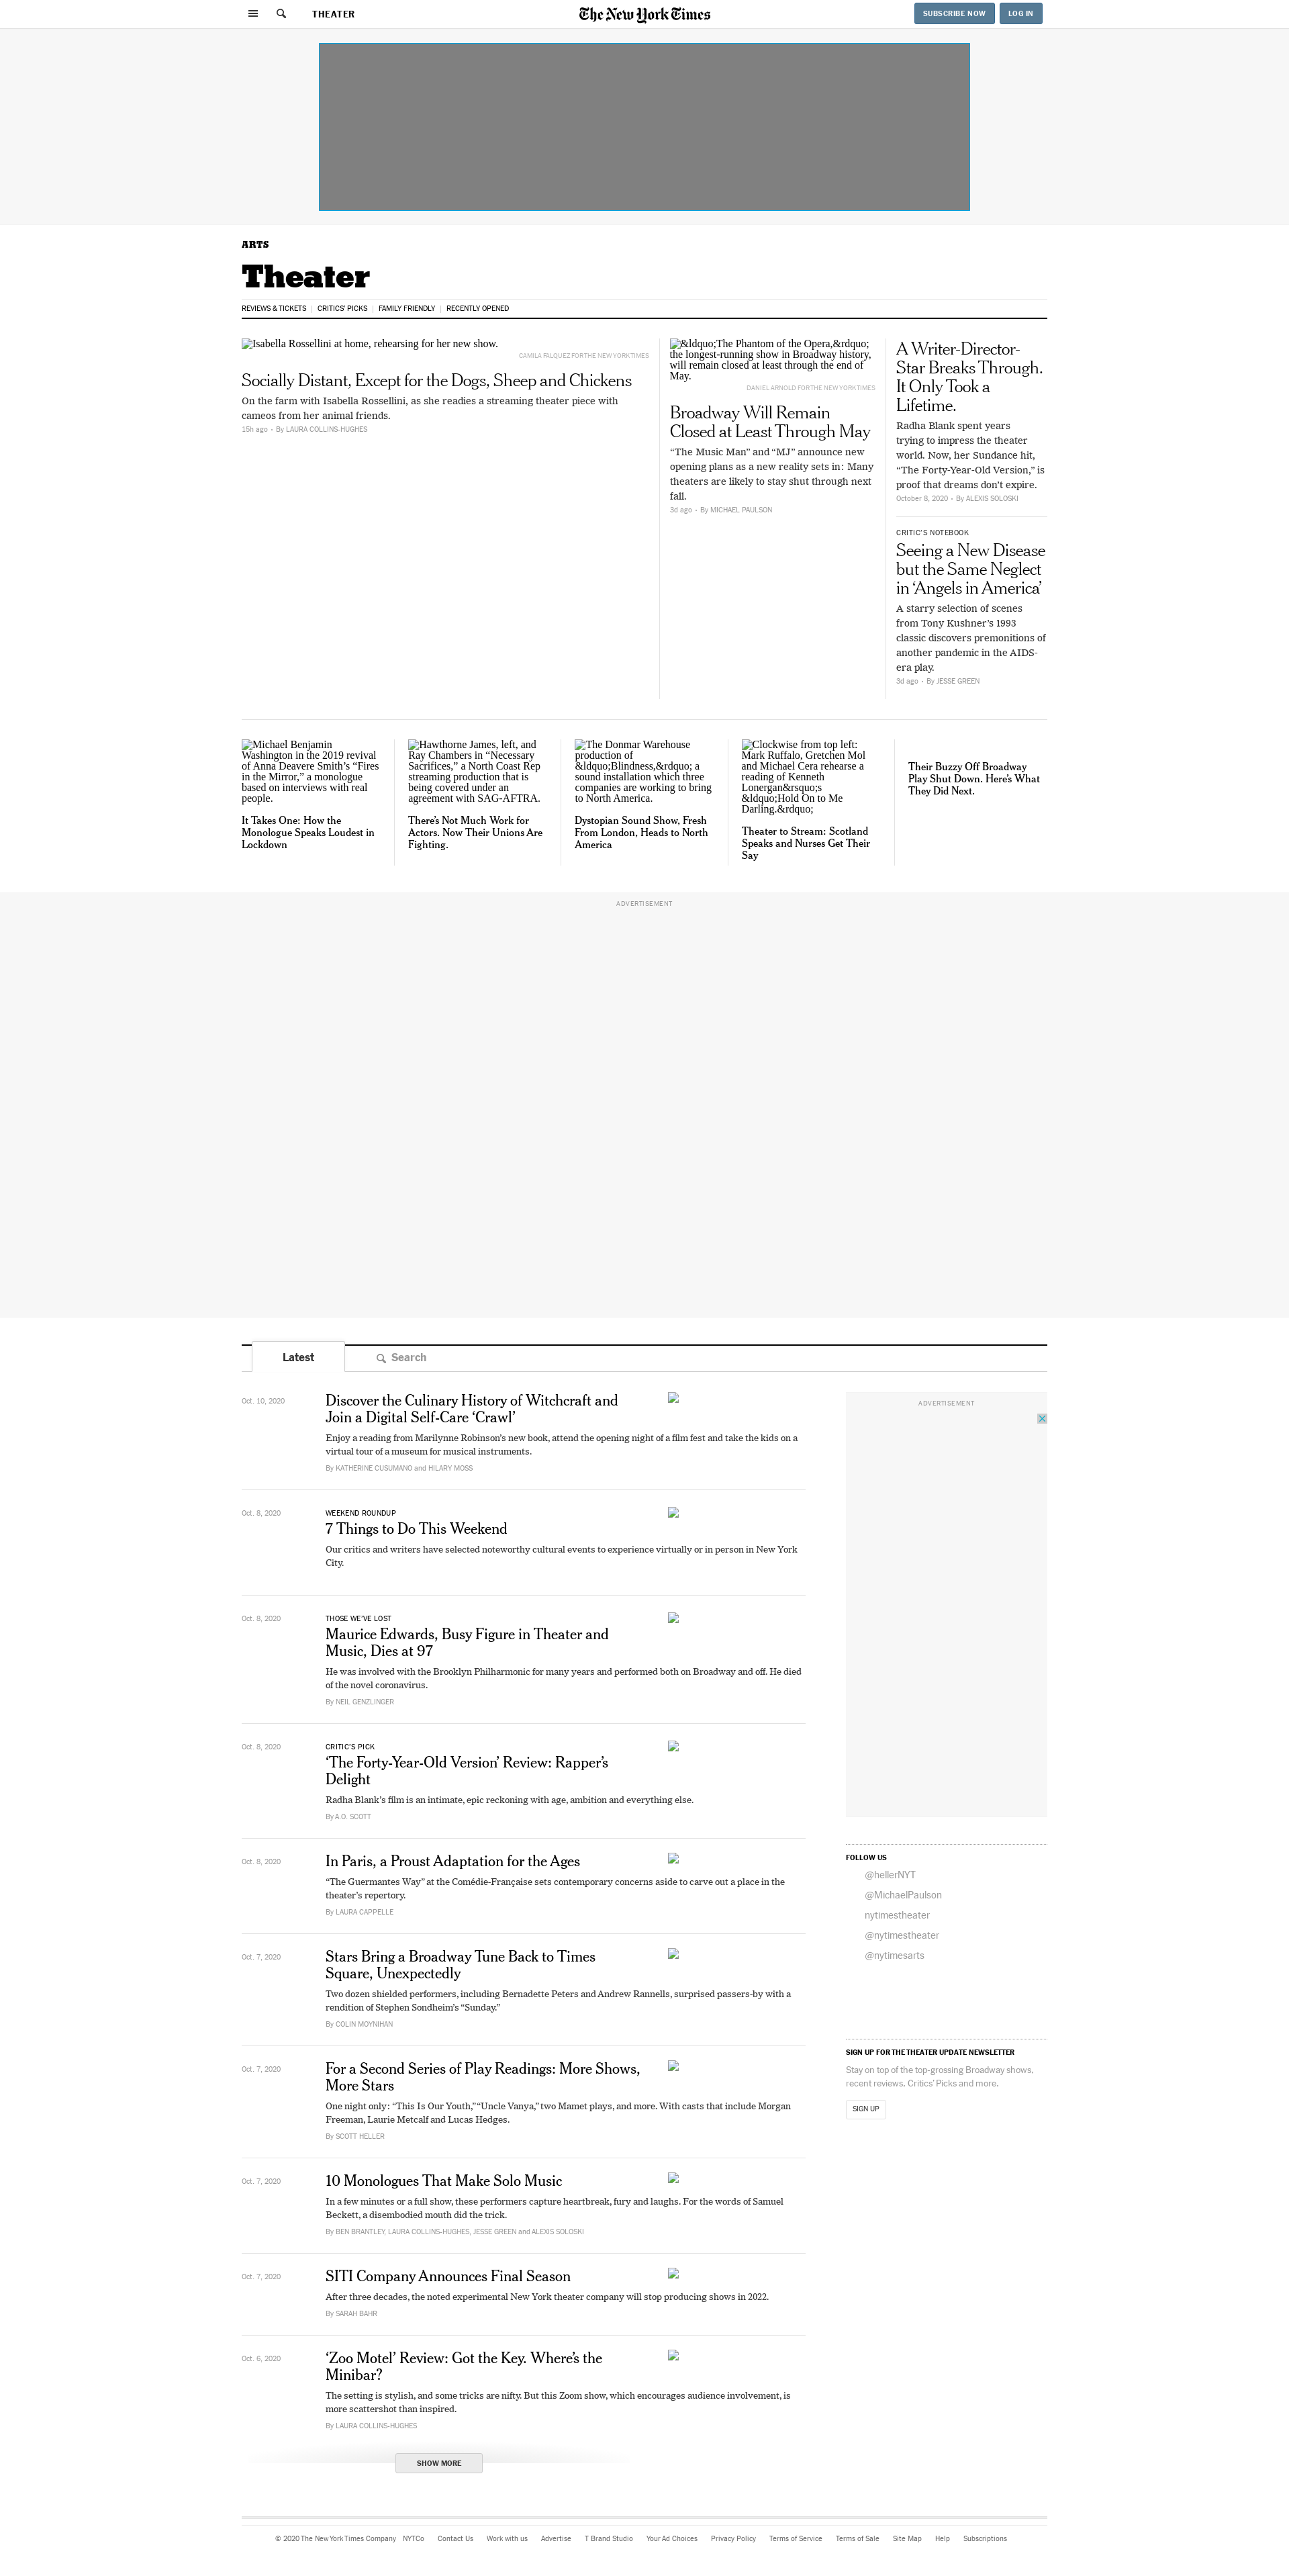 THEATER
The New York Times
SUBSCRIBE NOW
LOG IN
ARTS
Theater
REVIEWS & TICKETS | CRITICS' PICKS | FAMILY FRIENDLY | RECENTLY OPENED
Isabella Rossellini at home, rehearsing for her new show.
CAMILA FALQUEZ FOR THE NEW YORK TIMES
Socially Distant, Except for the Dogs, Sheep and Chickens
On the farm with Isabella Rossellini, as she readies a streaming theater piece with
cameos from her animal friends.
15h ago • By LAURA COLLINS-HUGHES
&ldquo;The Phantom of the Opera,&rdquo;
the longest-running show in Broadway history,
will remain closed at least through the end of
May.
DANIEL ARNOLD FOR THE NEW YORK TIMES
Broadway Will Remain
Closed at Least Through May
“The Music Man” and “MJ” announce new
opening plans as a new reality sets in: Many
theaters are likely to stay shut through next
fall.
3d ago • By MICHAEL PAULSON
A Writer-Director-
Star Breaks Through.
It Only Took a
Lifetime.
Radha Blank spent years
trying to impress the theater
world. Now, her Sundance hit,
“The Forty-Year-Old Version,” is
proof that dreams don’t expire.
October 8, 2020 • By ALEXIS SOLOSKI
CRITIC’S NOTEBOOK
Seeing a New Disease
but the Same Neglect
in ‘Angels in America’
A starry selection of scenes
from Tony Kushner’s 1993
classic discovers premonitions of
another pandemic in the AIDS-
era play.
3d ago • By JESSE GREEN
Michael Benjamin
Washington in the 2019 revival
of Anna Deavere Smith’s “Fires
in the Mirror,” a monologue
based on interviews with real
people.
It Takes One: How the
Monologue Speaks Loudest in
Lockdown
Hawthorne James, left, and
Ray Chambers in “Necessary
Sacrifices,” a North Coast Rep
streaming production that is
being covered under an
agreement with SAG-AFTRA.
There’s Not Much Work for
Actors. Now Their Unions Are
Fighting.
The Donmar Warehouse
production of
&ldquo;Blindness,&rdquo; a
sound installation which three
companies are working to bring
to North America.
Dystopian Sound Show, Fresh
From London, Heads to North
America
Clockwise from top left:
Mark Ruffalo, Gretchen Mol
and Michael Cera rehearse a
reading of Kenneth
Lonergan&rsquo;s
&ldquo;Hold On to Me
Darling.&rdquo;
Theater to Stream: Scotland
Speaks and Nurses Get Their
Say
Their Buzzy Off Broadway
Play Shut Down. Here’s What
They Did Next.
ADVERTISEMENT
Latest
Search
Oct. 10, 2020
Discover the Culinary History of Witchcraft and
Join a Digital Self-Care ‘Crawl’
Enjoy a reading from Marilynne Robinson’s new book, attend the opening night of a film fest and take the kids on a
virtual tour of a museum for musical instruments.
By KATHERINE CUSUMANO and HILARY MOSS
Oct. 8, 2020
WEEKEND ROUNDUP
7 Things to Do This Weekend
Our critics and writers have selected noteworthy cultural events to experience virtually or in person in New York
City.
Oct. 8, 2020
THOSE WE’VE LOST
Maurice Edwards, Busy Figure in Theater and
Music, Dies at 97
He was involved with the Brooklyn Philharmonic for many years and performed both on Broadway and off. He died
of the novel coronavirus.
By NEIL GENZLINGER
Oct. 8, 2020
CRITIC’S PICK
‘The Forty-Year-Old Version’ Review: Rapper’s
Delight
Radha Blank’s film is an intimate, epic reckoning with age, ambition and everything else.
By A.O. SCOTT
Oct. 8, 2020
In Paris, a Proust Adaptation for the Ages
“The Guermantes Way” at the Comédie-Française sets contemporary concerns aside to carve out a place in the
theater’s repertory.
By LAURA CAPPELLE
Oct. 7, 2020
Stars Bring a Broadway Tune Back to Times
Square, Unexpectedly
Two dozen shielded performers, including Bernadette Peters and Andrew Rannells, surprised passers-by with a
rendition of Stephen Sondheim’s “Sunday.”
By COLIN MOYNIHAN
Oct. 7, 2020
For a Second Series of Play Readings: More Shows,
More Stars
One night only: “This Is Our Youth,” “Uncle Vanya,” two Mamet plays, and more. With casts that include Morgan
Freeman, Laurie Metcalf and Lucas Hedges.
By SCOTT HELLER
Oct. 7, 2020
10 Monologues That Make Solo Music
In a few minutes or a full show, these performers capture heartbreak, fury and laughs. For the words of Samuel
Beckett, a disembodied mouth did the trick.
By BEN BRANTLEY, LAURA COLLINS-HUGHES, JESSE GREEN and ALEXIS SOLOSKI
Oct. 7, 2020
SITI Company Announces Final Season
After three decades, the noted experimental New York theater company will stop producing shows in 2022.
By SARAH BAHR
Oct. 6, 2020
‘Zoo Motel’ Review: Got the Key. Where’s the
Minibar?
The setting is stylish, and some tricks are nifty. But this Zoom show, which encourages audience involvement, is
more scattershot than inspired.
By LAURA COLLINS-HUGHES
SHOW MORE
ADVERTISEMENT
FOLLOW US
@hellerNYT
@MichaelPaulson
nytimestheater
@nytimestheater
@nytimesarts
SIGN UP FOR THE THEATER UPDATE NEWSLETTER
Stay on top of the top-grossing Broadway shows,
recent reviews, Critics’ Picks and more.
SIGN UP
© 2020 The New York Times Company NYTCo Contact Us Work with us Advertise T Brand Studio Your Ad Choices Privacy Policy Terms of Service Terms of Sale Site Map Help Subscriptions